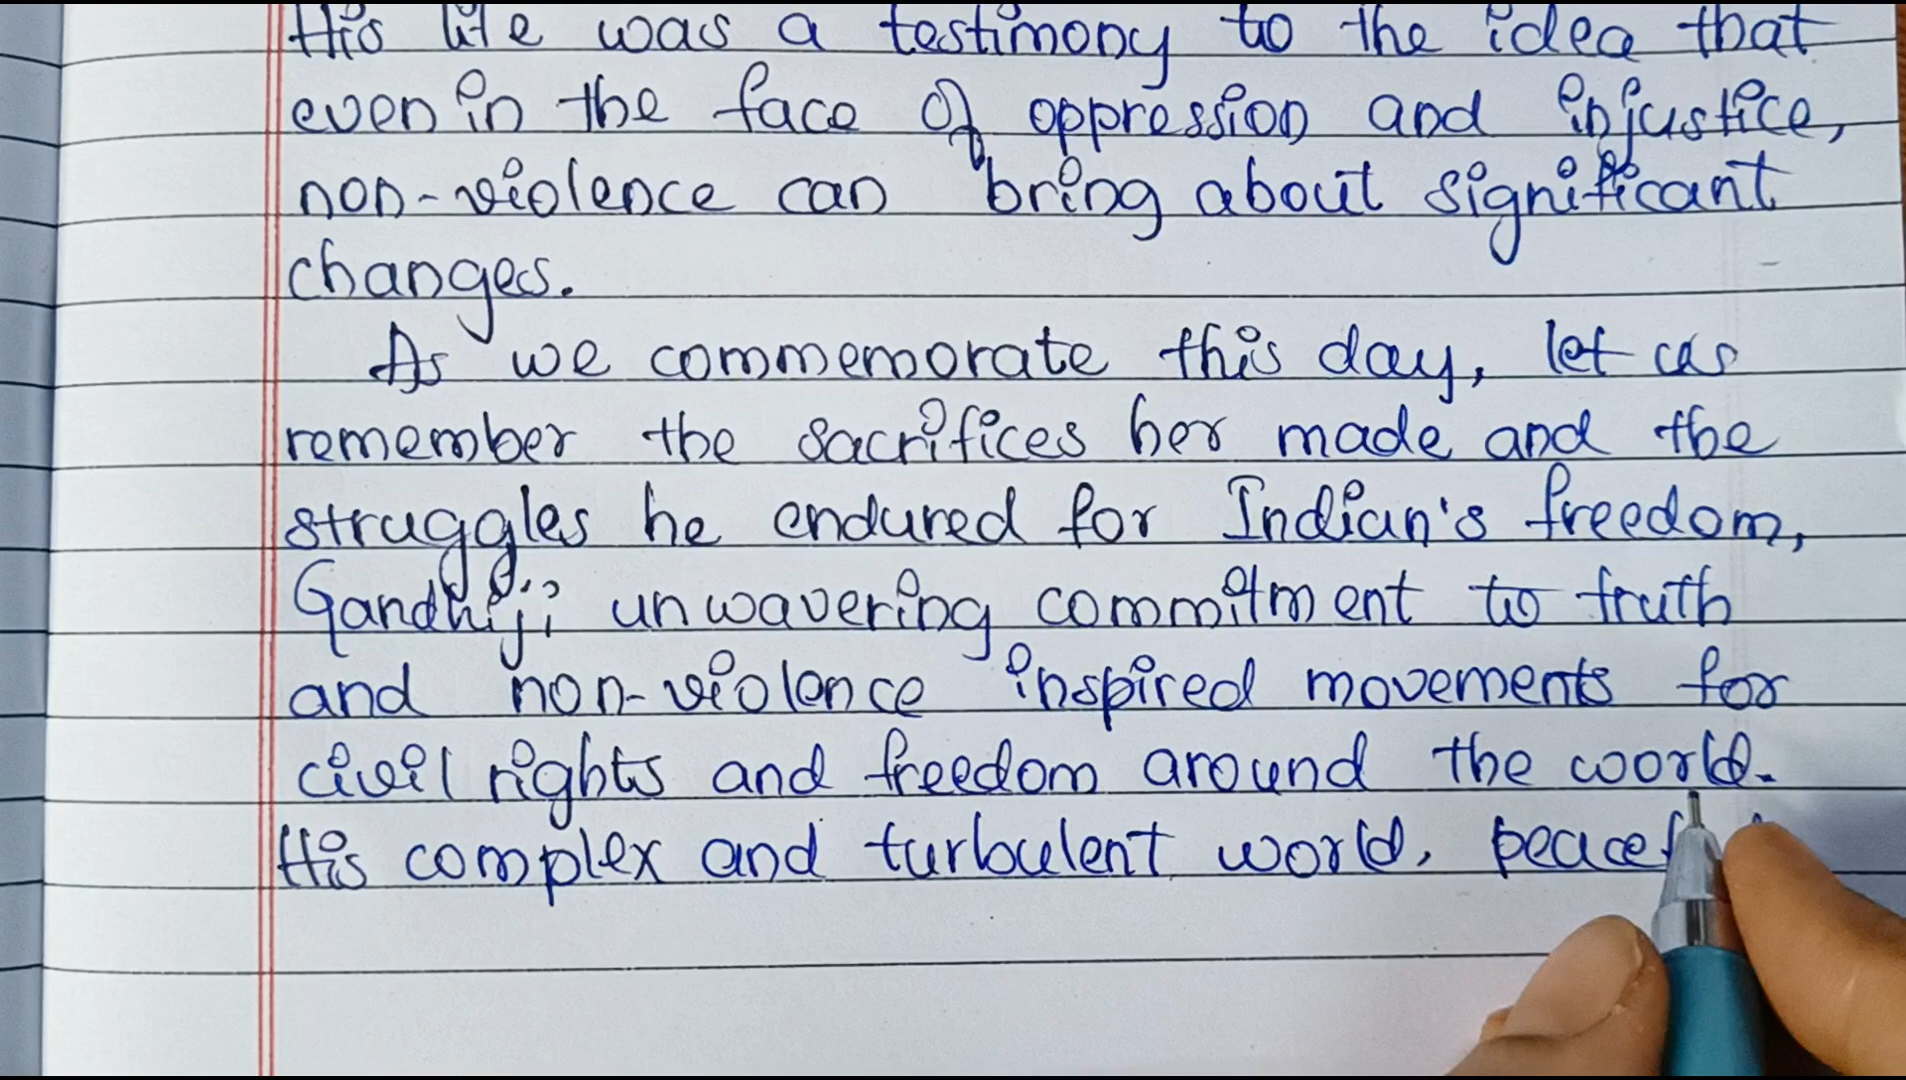 His life was a testimony to the idea that
even in the face of oppression and injustice,
non-violence can bring about significant
changes.
As we commemorate this day, let us
remember the sacrifices her made and the
struggles he endured for Indian's freedom,
Gandhiji unwavering commitment to truth
and non-violence inspired movements for
civil rights and freedom around the world.
His complex and turbulent world,